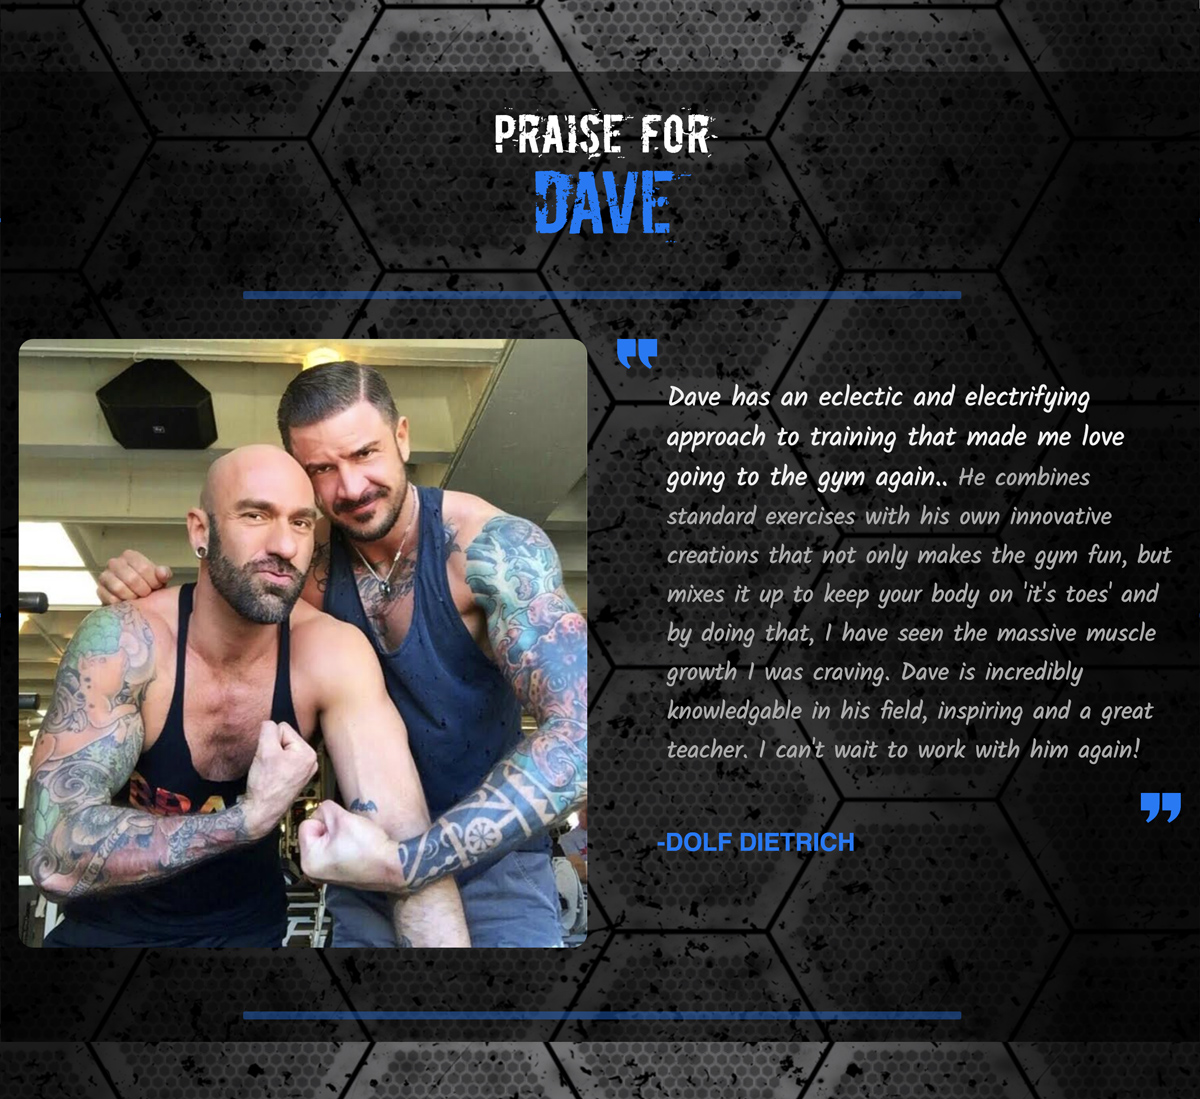 PRAISE FOR
DAVE
Dave has an eclectic and electrifying
approach to training that made me love
going to the gym again.. He combines
standard exercises with his own innovative
creations that not only makes the gym fun, but
mixes it up to keep your body on 'it's toes' and
by doing that, I have seen the massive muscle
growth I was craving. Dave is incredibly
knowledgable in his field, inspiring and a great
teacher. I can't wait to work with him again!
-DOLF DIETRICH